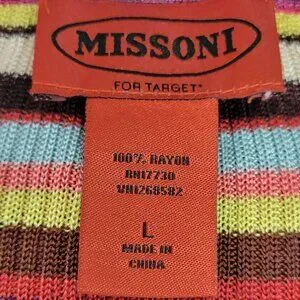 MISSONI
FOR TARGET*
100% RAYON
RN17730
VN1268582
L
MADE IN
CHINA